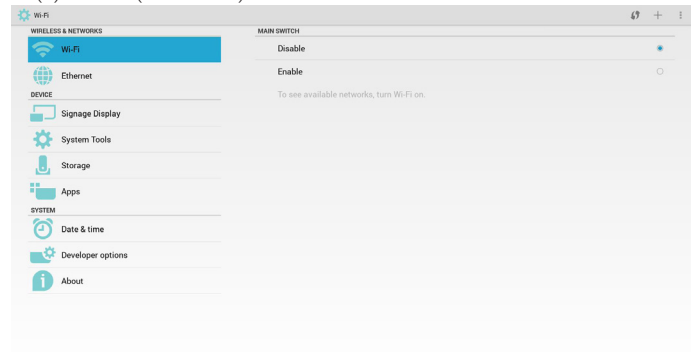 Wi-Fi
WIRELESS & NETWORKS
Wi-Fi
Ethernet
DEVICE
Signage Display
System Tools
Storage
Apps
SYSTEM
Date & time
Developer options
About
MAIN SWITCH
Disable
Enable
To see available networks, turn Wi-Fi on.